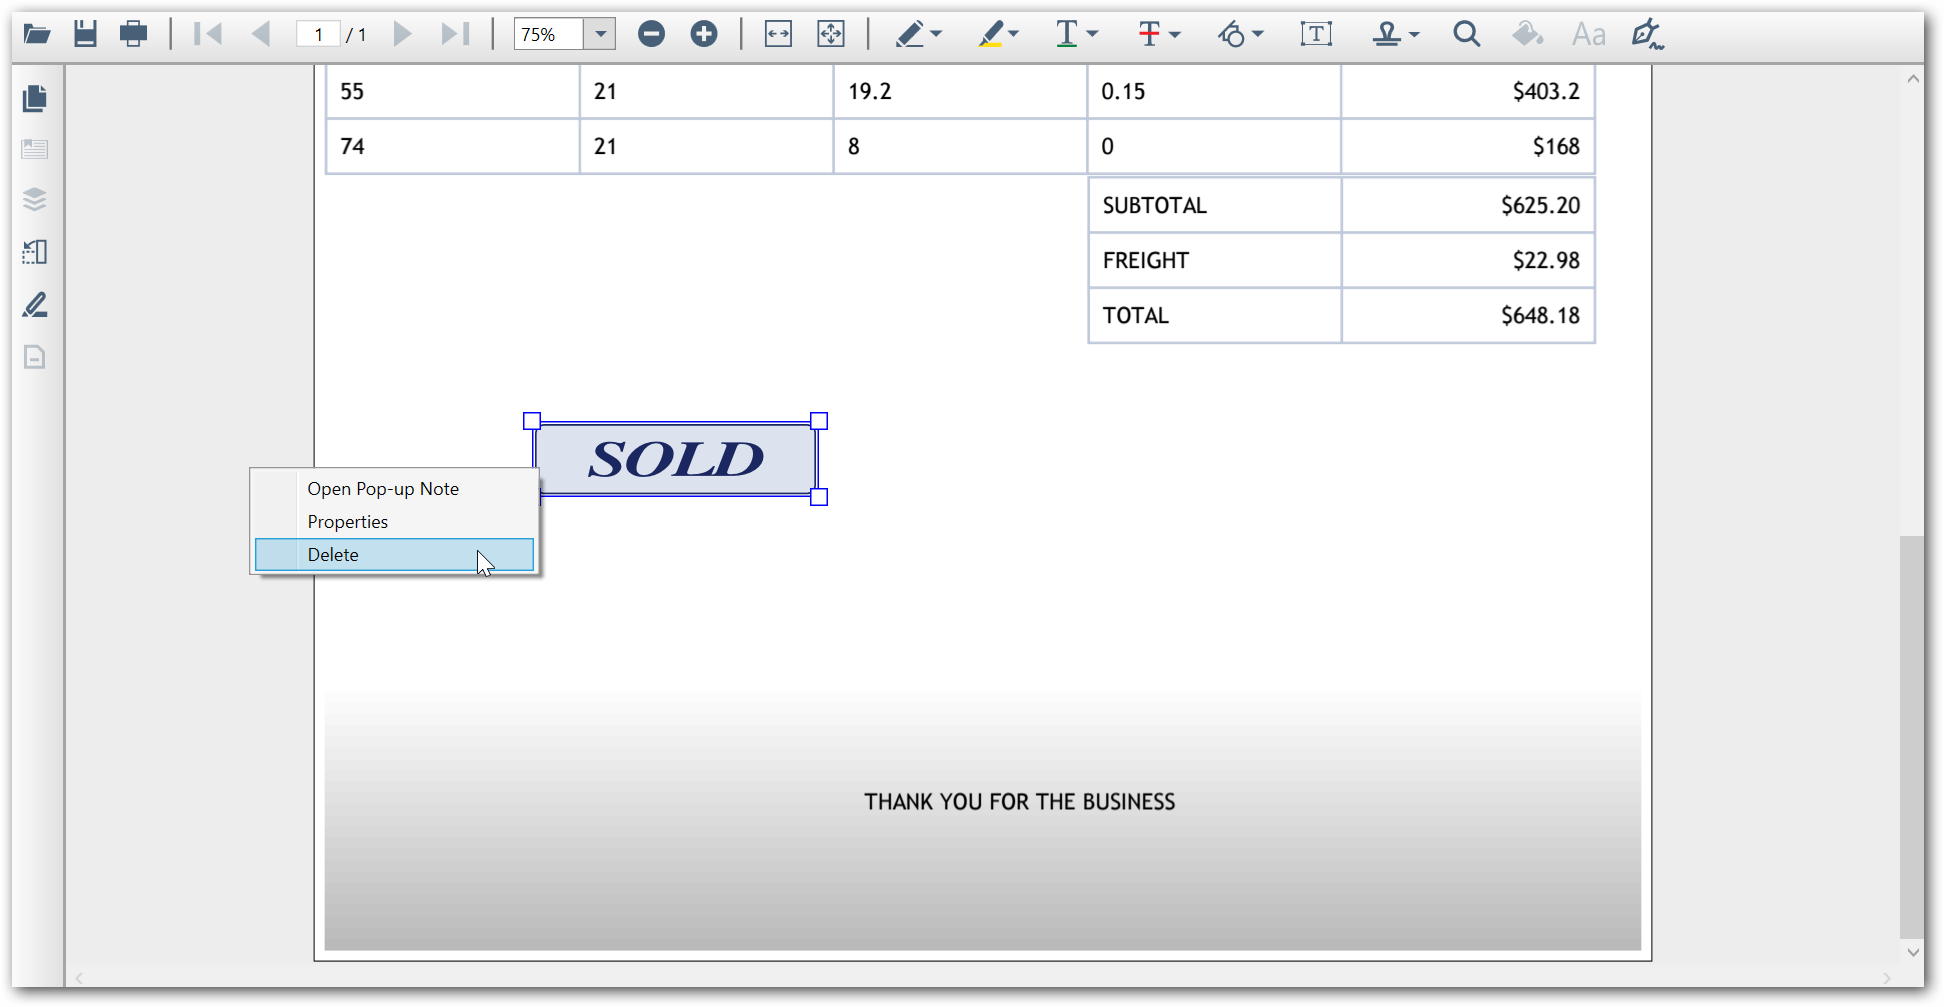 1 / 1 75% T T T Aa
55 21 19.2 0.15 $403.2
74 21 8 0 $168
SUBTOTAL $625.20
FREIGHT $22.98
TOTAL $648.18
SOLD
Open Pop-up Note
Properties
Delete
THANK YOU FOR THE BUSINESS